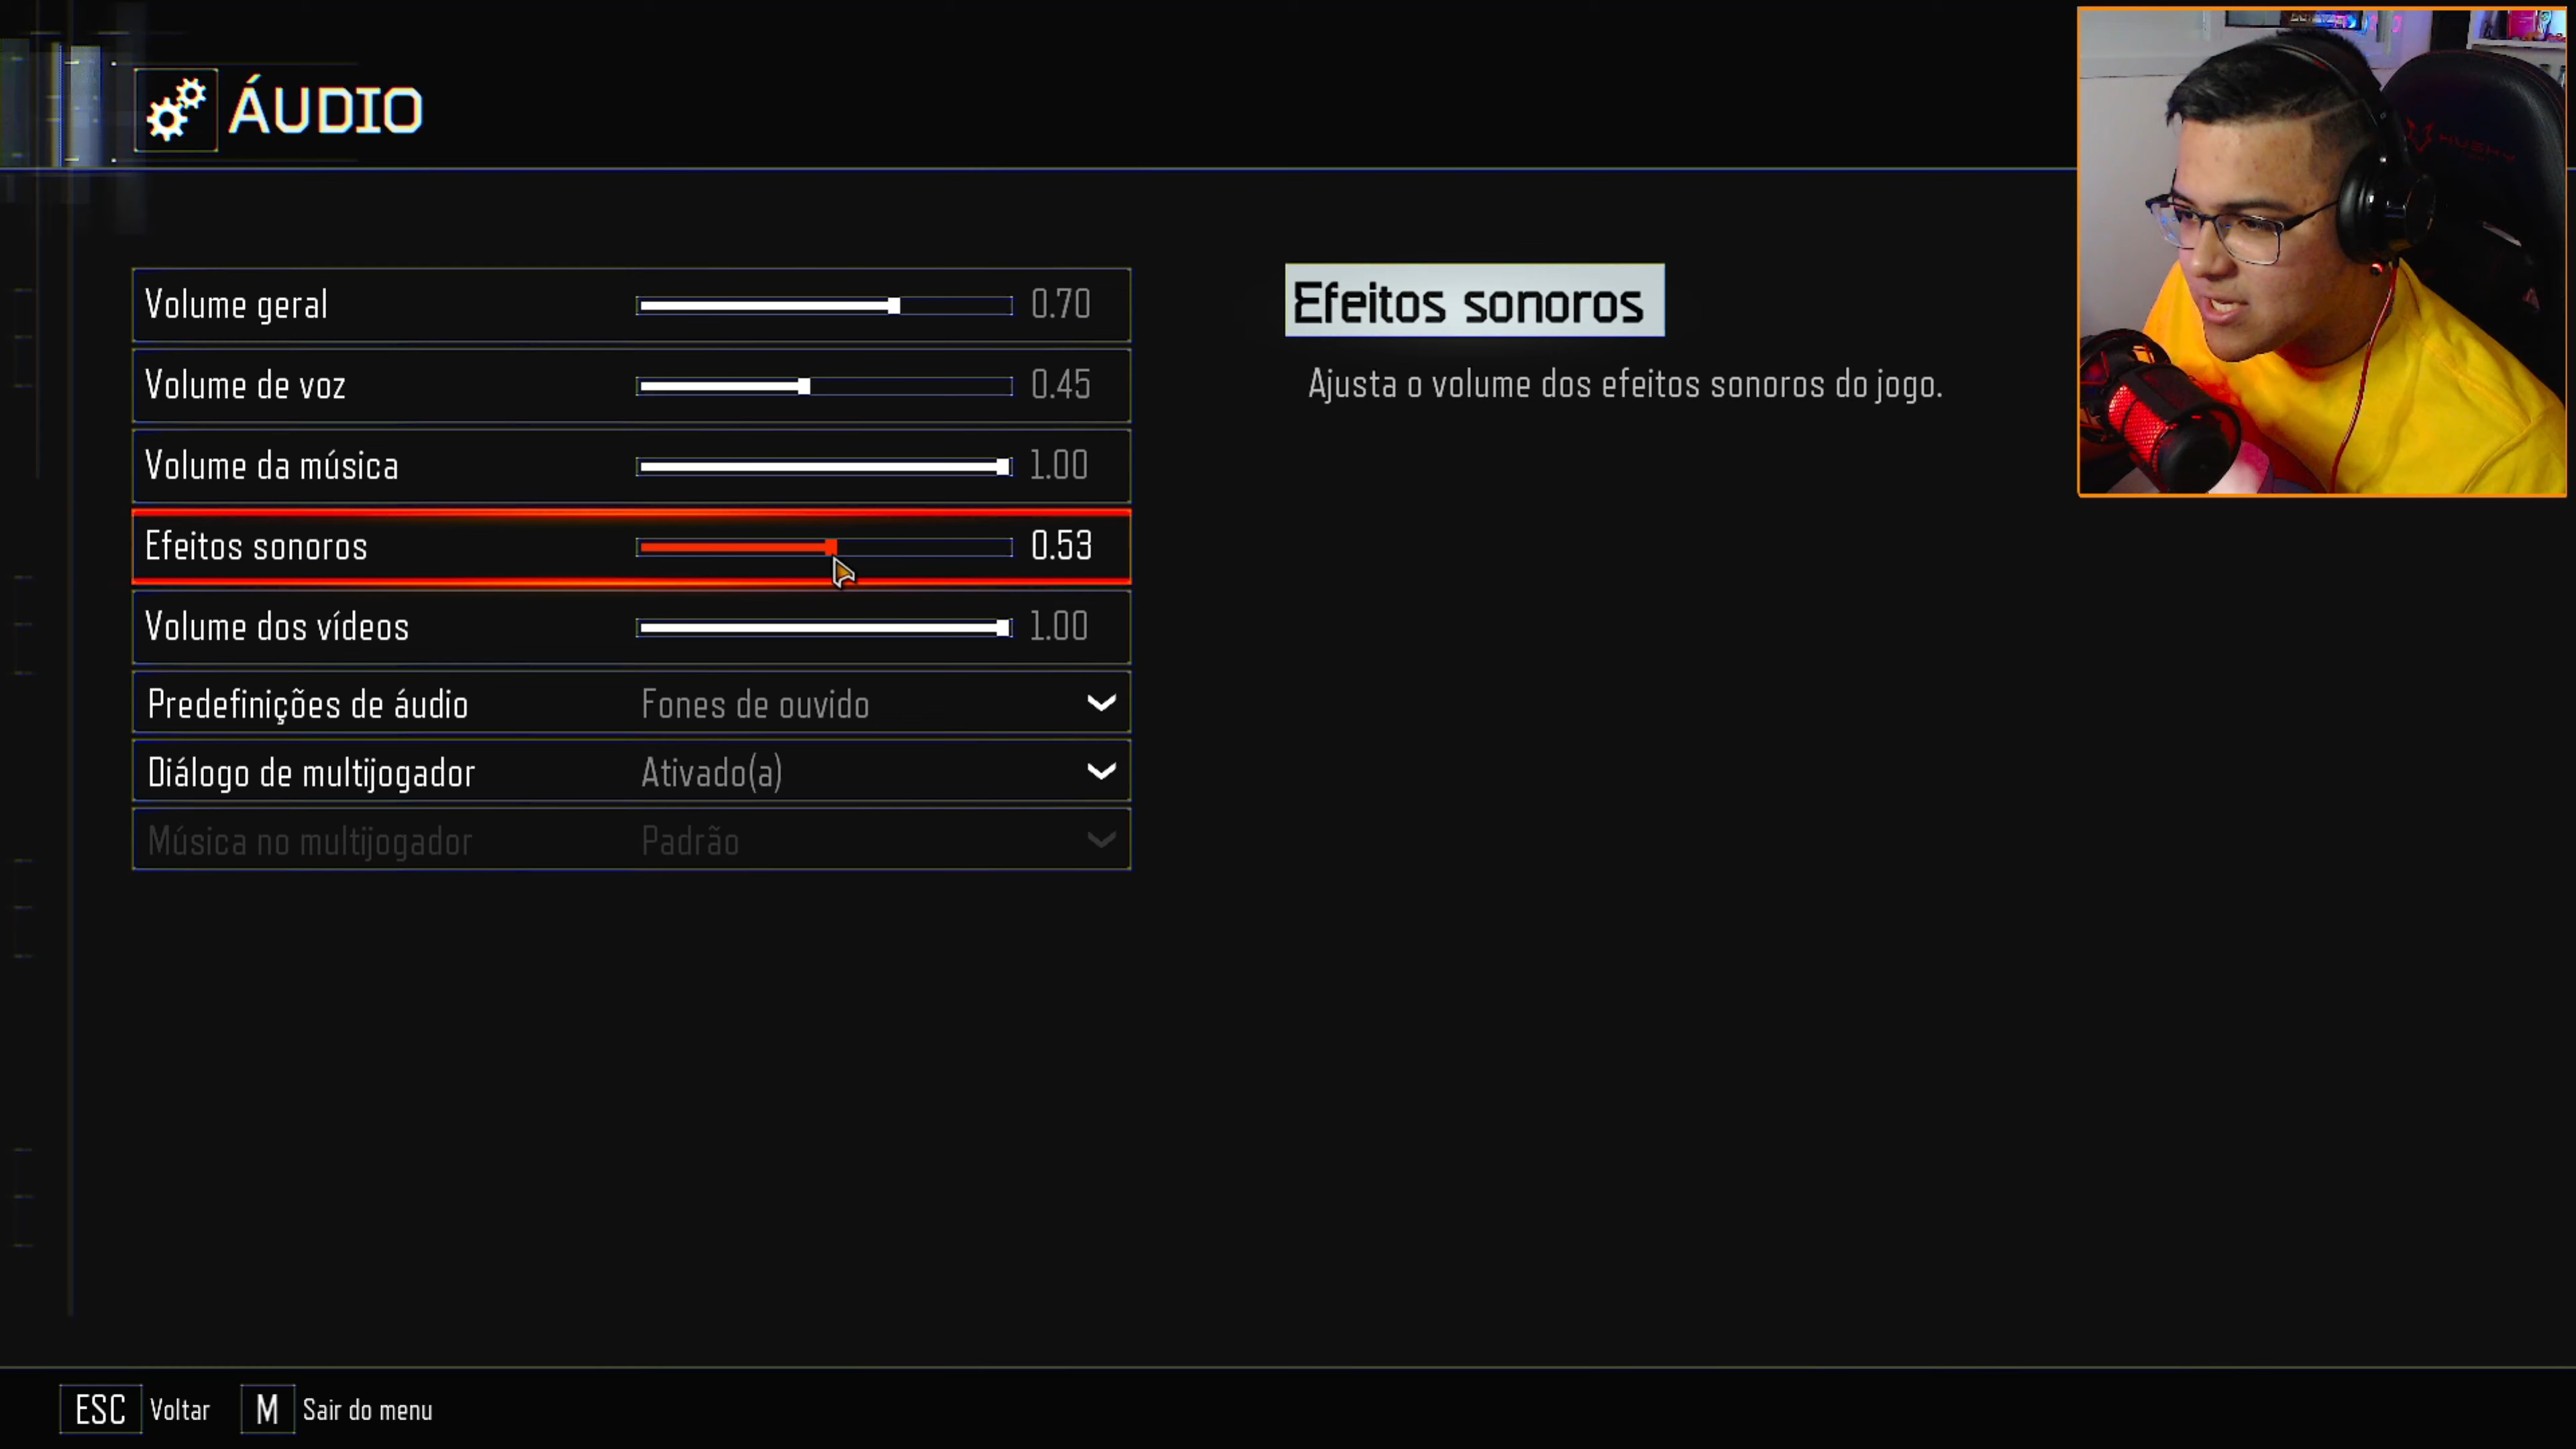 ÁUDIO
Volume geral 0.70
Volume de voz 0.45
Volume da música 1.00
Efeitos sonoros 0.53
Volume dos vídeos 1.00
Predefinições de áudio Fones de ouvido
Diálogo de multijogador Ativado(a)
Música no multijogador Padrão
Efeitos sonoros
Ajusta o volume dos efeitos sonoros do jogo.
HUSKY
ESC Voltar M Sair do menu